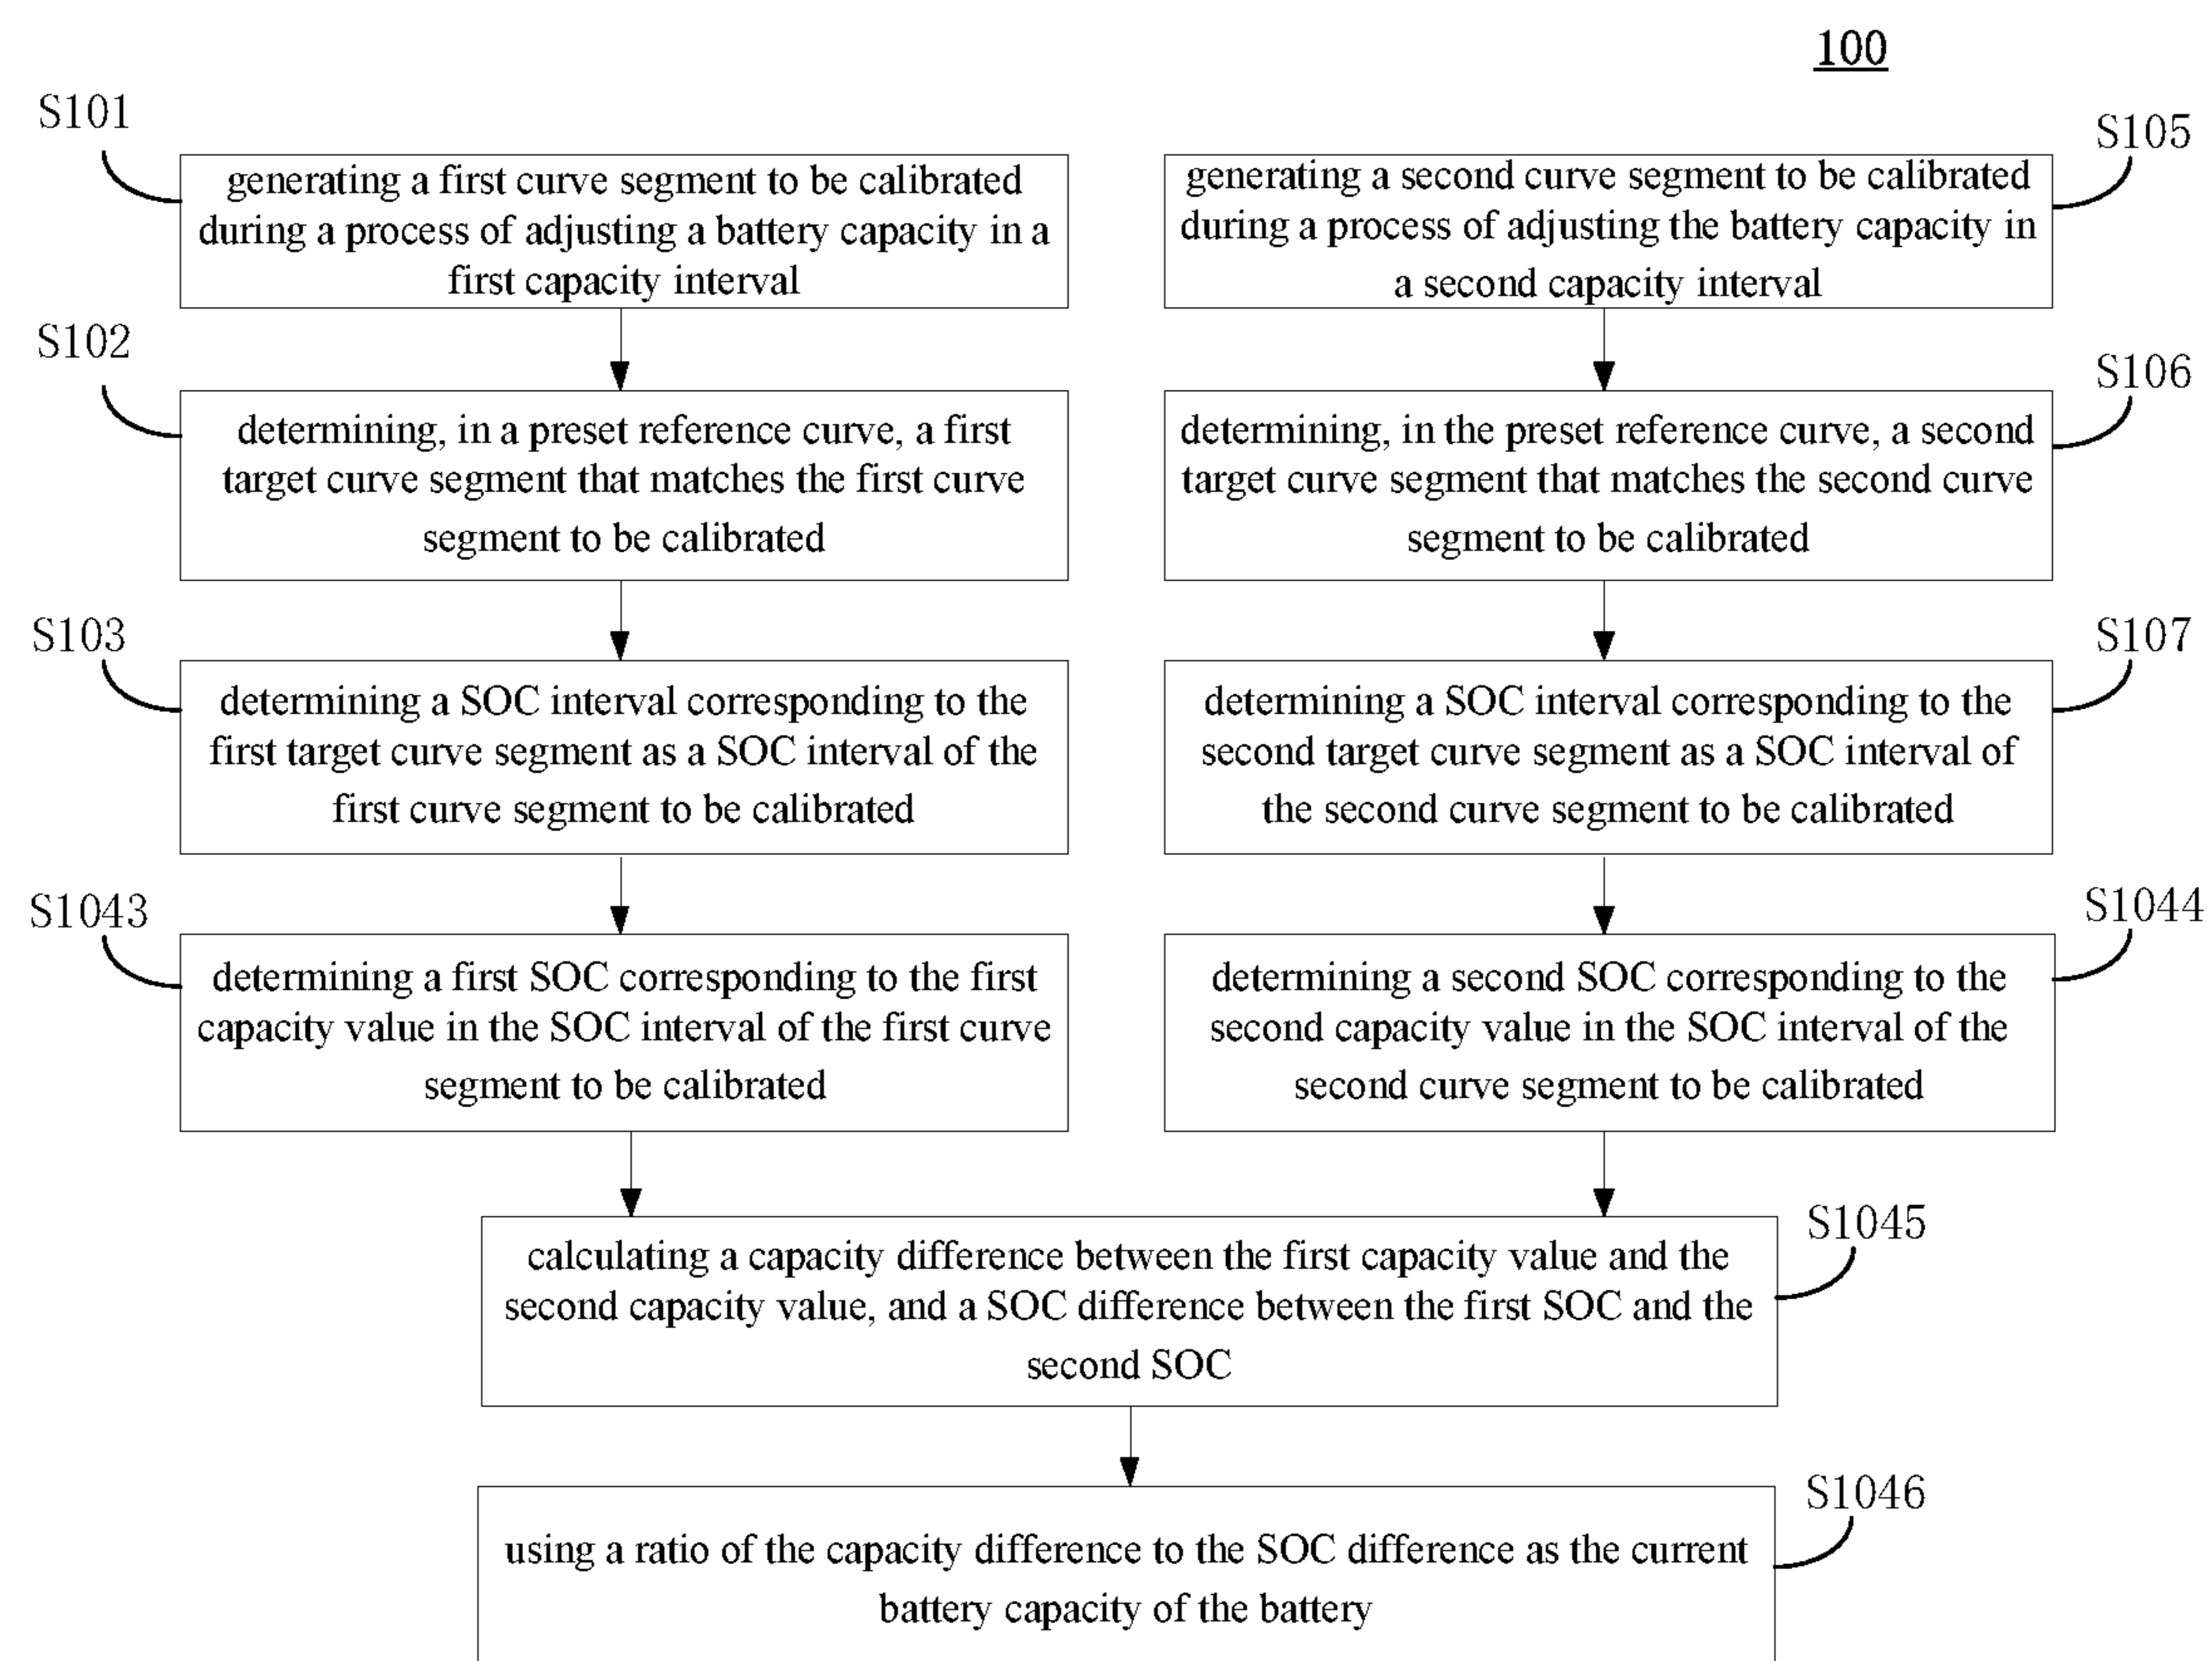 100
S101
generating a first curve segment to be calibrated
during a process of adjusting a battery capacity in a
first capacity interval
S105
generating a second curve segment to be calibrated
during a process of adjusting the battery capacity in
a second capacity interval
S102
determining, in a preset reference curve, a first
target curve segment that matches the first curve
segment to be calibrated
S106
determining, in the preset reference curve, a second
target curve segment that matches the second curve
segment to be calibrated
S103
determining a SOC interval corresponding to the
first target curve segment as a SOC interval of the
first curve segment to be calibrated
S107
determining a SOC interval corresponding to the
second target curve segment as a SOC interval of
the second curve segment to be calibrated
S1043
determining a first SOC corresponding to the first
capacity value in the SOC interval of the first curve
segment to be calibrated
S1044
determining a second SOC corresponding to the
second capacity value in the SOC interval of the
second curve segment to be calibrated
S1045
calculating a capacity difference between the first capacity value and the
second capacity value, and a SOC difference between the first SOC and the
second SOC
S1046
using a ratio of the capacity difference to the SOC difference as the current
battery capacity of the battery